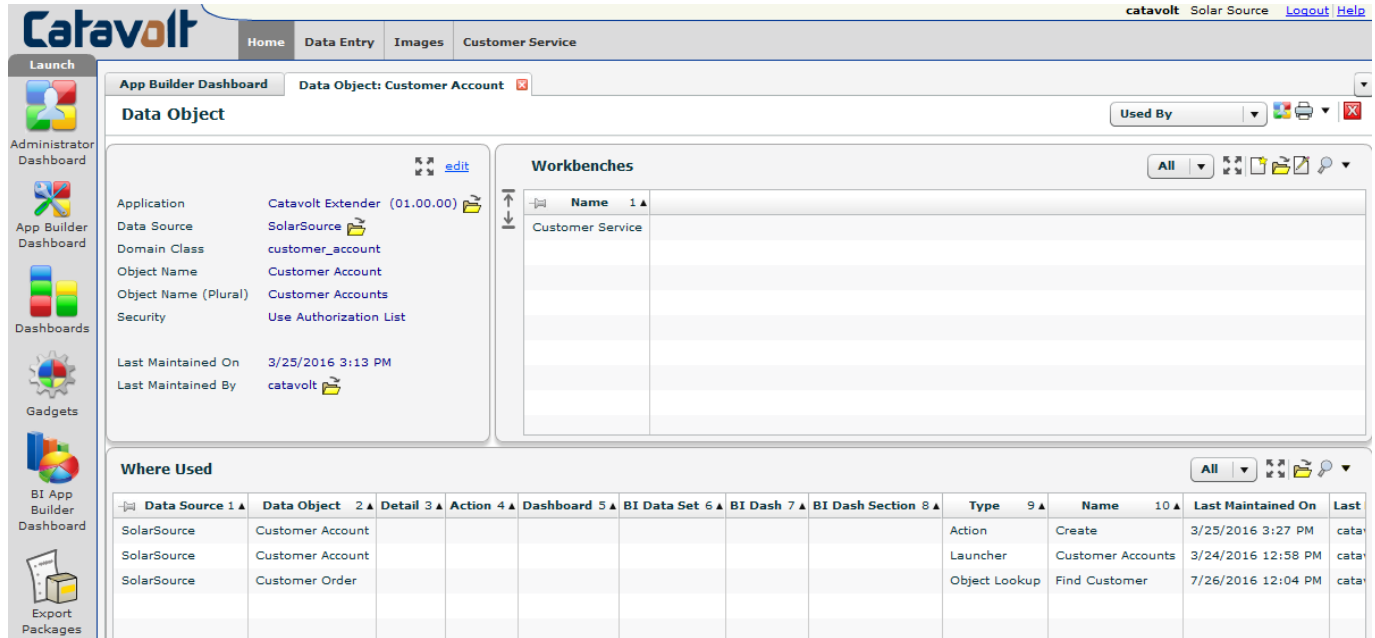 catavolt Solar Source Logout Help
Catavolt
Home Data Entry Images Customer Service
Launch
Administrator
Dashboard
App Builder
Dashboard
Dashboards
Gadgets
BI App
Builder
Dashboard
Export
Packages
App Builder Dashboard Data Object: Customer Account
Data Object Used By
edit
Application Catavolt Extender (01.00.00)
Data Source SolarSource
Domain Class customer_account
Object Name Customer Account
Object Name (Plural) Customer Accounts
Security Use Authorization List
Last Maintained On 3/25/2016 3:13 PM
Last Maintained By catavolt
Workbenches All
Name 1
Customer Service
Where Used All
Data Source 1 Data Object 2 Detail 3 Action 4 Dashboard 5 BI Data Set 6 BI Dash 7 BI Dash Section 8 Type 9 Name 10 Last Maintained On Last
SolarSource Customer Account Action Create 3/25/2016 3:27 PM cata
SolarSource Customer Account Launcher Customer Accounts 3/24/2016 12:58 PM cata
SolarSource Customer Order Object Lookup Find Customer 7/26/2016 12:04 PM cata